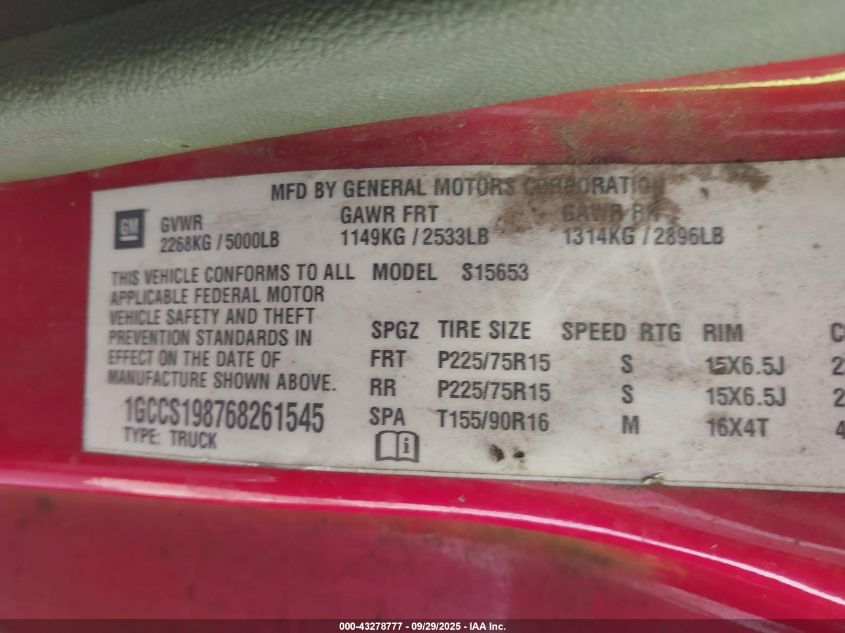 MFD BY GENERAL MOTORS CORPORATION
GM
GVWR GAWR FRT GAWR RR
2268KG / 5000LB 1149KG / 2533LB 1314KG / 2896LB
THIS VEHICLE CONFORMS TO ALL
APPLICABLE FEDERAL MOTOR
VEHICLE SAFETY AND THEFT
PREVENTION STANDARDS IN
EFFECT ON THE DATE OF
MANUFACTURE SHOWN ABOVE.
1GCCS198768261545
TYPE: TRUCK
MODEL S15653
SPGZ TIRE SIZE SPEED RTG RIM
FRT P225/75R15 S 15X6.5J
RR P225/75R15 S 15X6.5J
SPA T155/90R16 M 16X4T
000-43278777 - 09/29/2025 - IAA Inc.